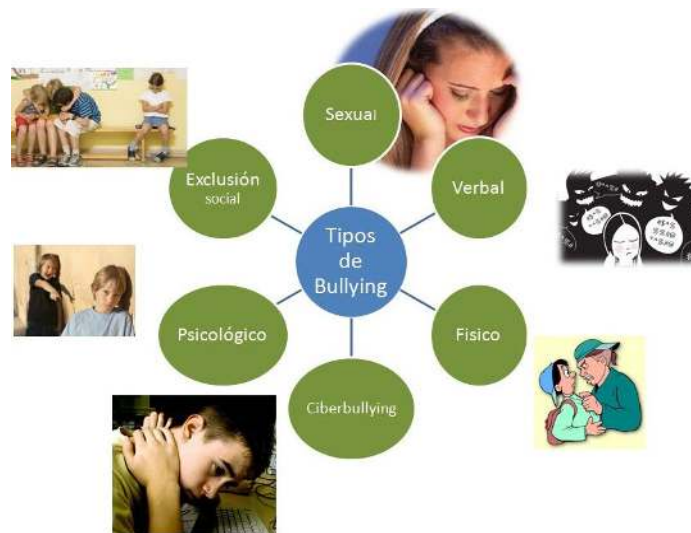 Sexual
Verbal
Fisico
Ciberbullying
Psicológico
Exclusión
social
Tipos
de
Bullying